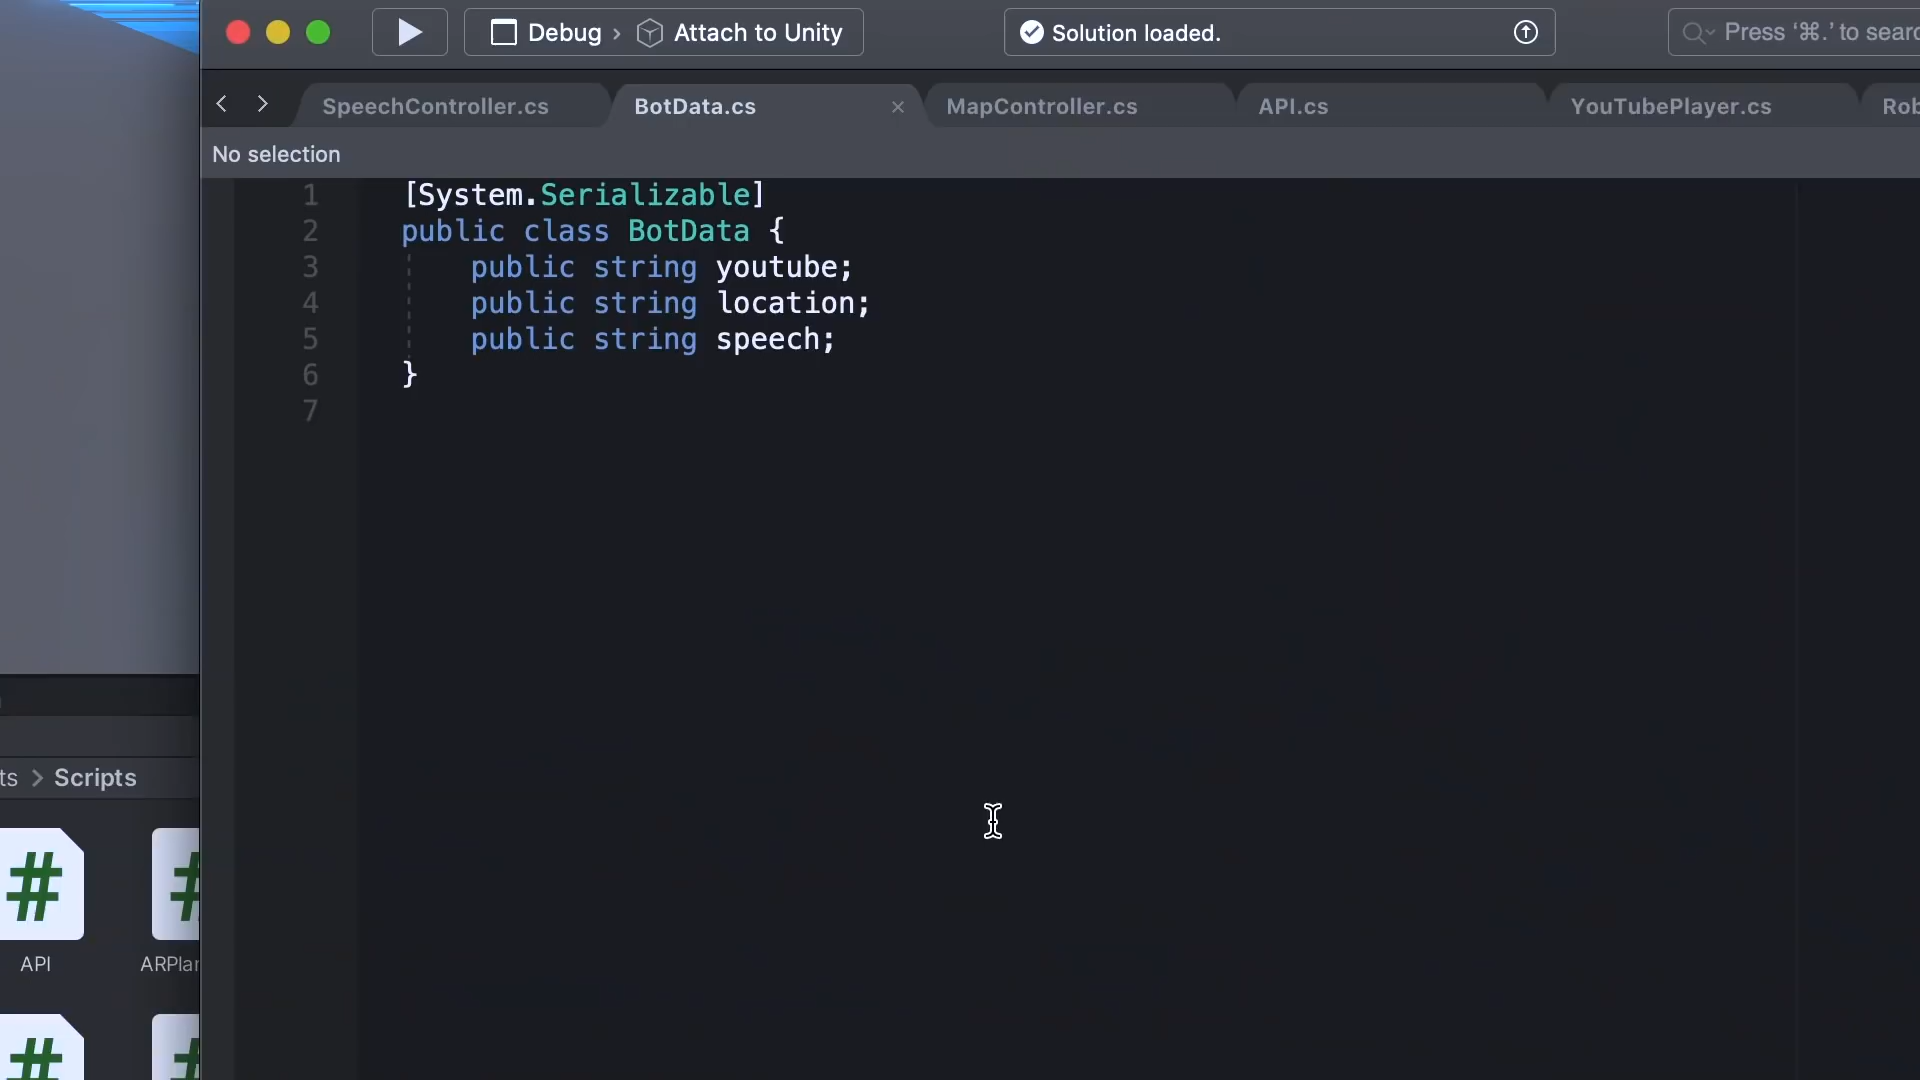 Debug › Attach to Unity
Solution loaded.
Press ‘⌘.’ to searc
SpeechController.cs
BotData.cs
MapController.cs
API.cs
YouTubePlayer.cs
Rob
No selection
1 [System.Serializable]
2 public class BotData {
3 public string youtube;
4 public string location;
5 public string speech;
6 }
7
ts > Scripts
API
ARPlan